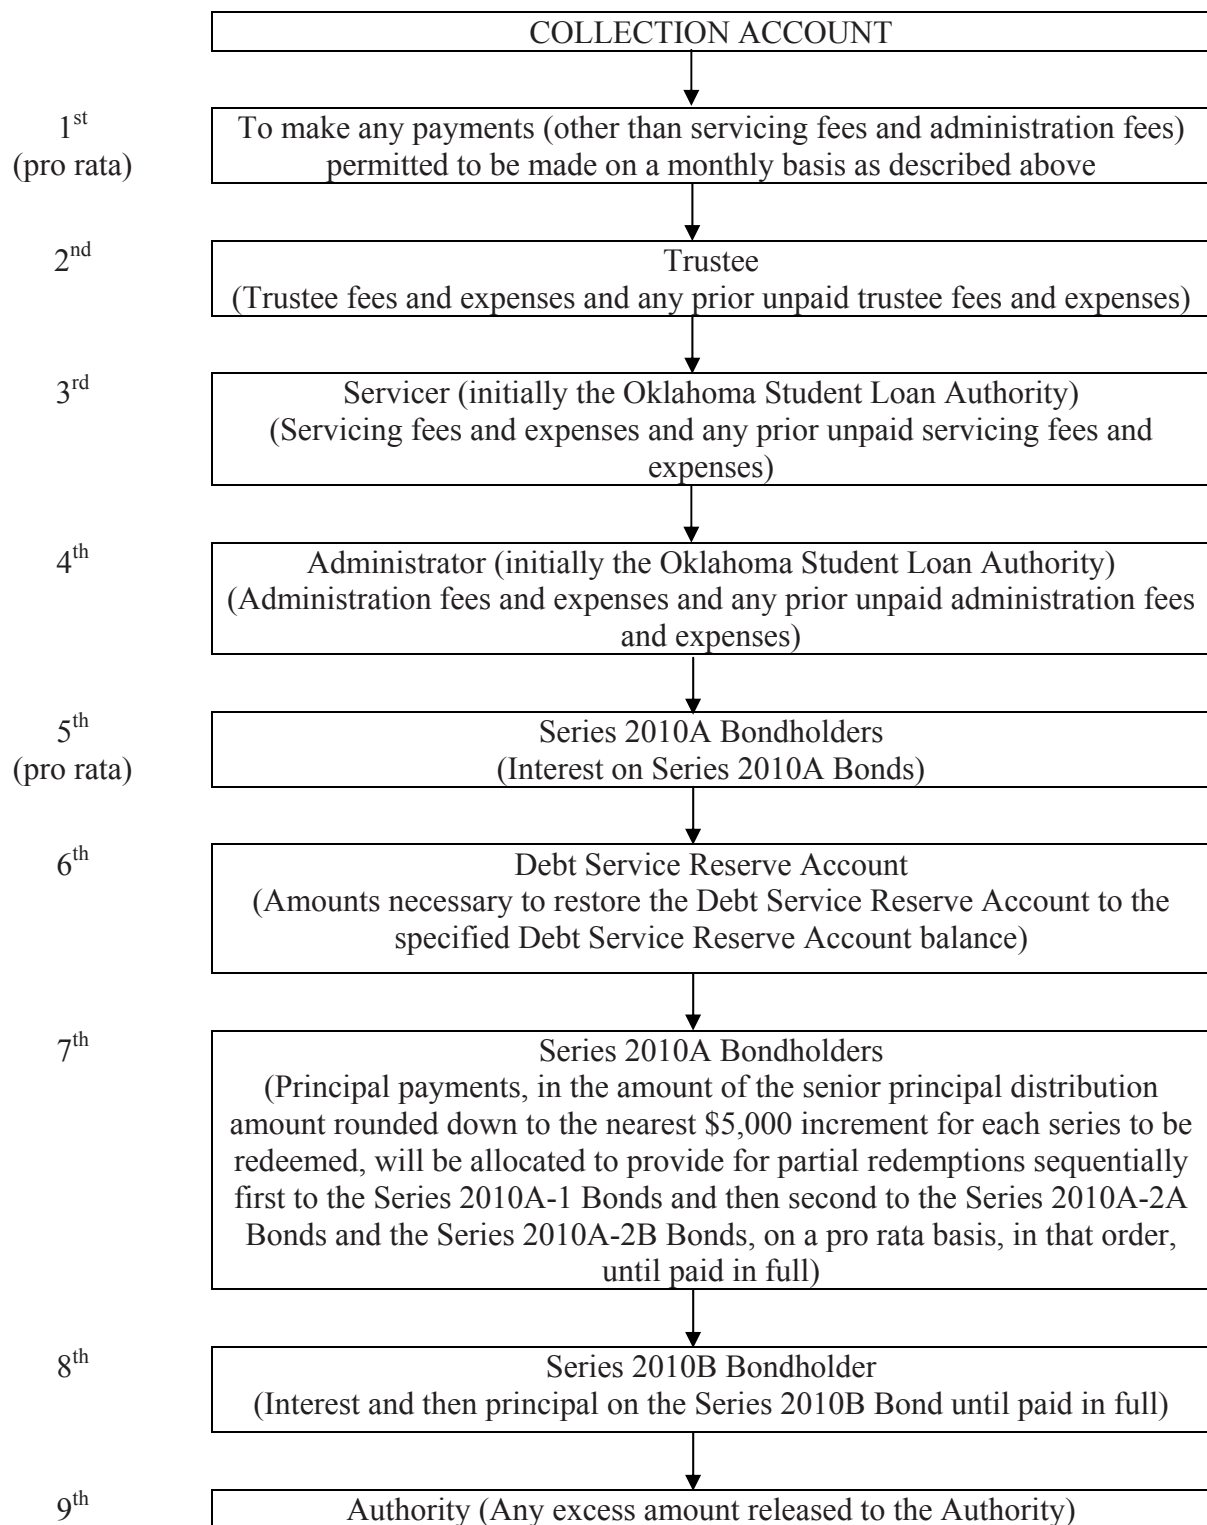 COLLECTION ACCOUNT
1st
(pro rata)
To make any payments (other than servicing fees and administration fees)
permitted to be made on a monthly basis as described above
2nd
Trustee
(Trustee fees and expenses and any prior unpaid trustee fees and expenses)
3rd
Servicer (initially the Oklahoma Student Loan Authority)
(Servicing fees and expenses and any prior unpaid servicing fees and
expenses)
4th
Administrator (initially the Oklahoma Student Loan Authority)
(Administration fees and expenses and any prior unpaid administration fees
and expenses)
5th
(pro rata)
Series 2010A Bondholders
(Interest on Series 2010A Bonds)
6th
Debt Service Reserve Account
(Amounts necessary to restore the Debt Service Reserve Account to the
specified Debt Service Reserve Account balance)
7th
Series 2010A Bondholders
(Principal payments, in the amount of the senior principal distribution
amount rounded down to the nearest $5,000 increment for each series to be
redeemed, will be allocated to provide for partial redemptions sequentially
first to the Series 2010A-1 Bonds and then second to the Series 2010A-2A
Bonds and the Series 2010A-2B Bonds, on a pro rata basis, in that order,
until paid in full)
8th
Series 2010B Bondholder
(Interest and then principal on the Series 2010B Bond until paid in full)
9th
Authority (Any excess amount released to the Authority)